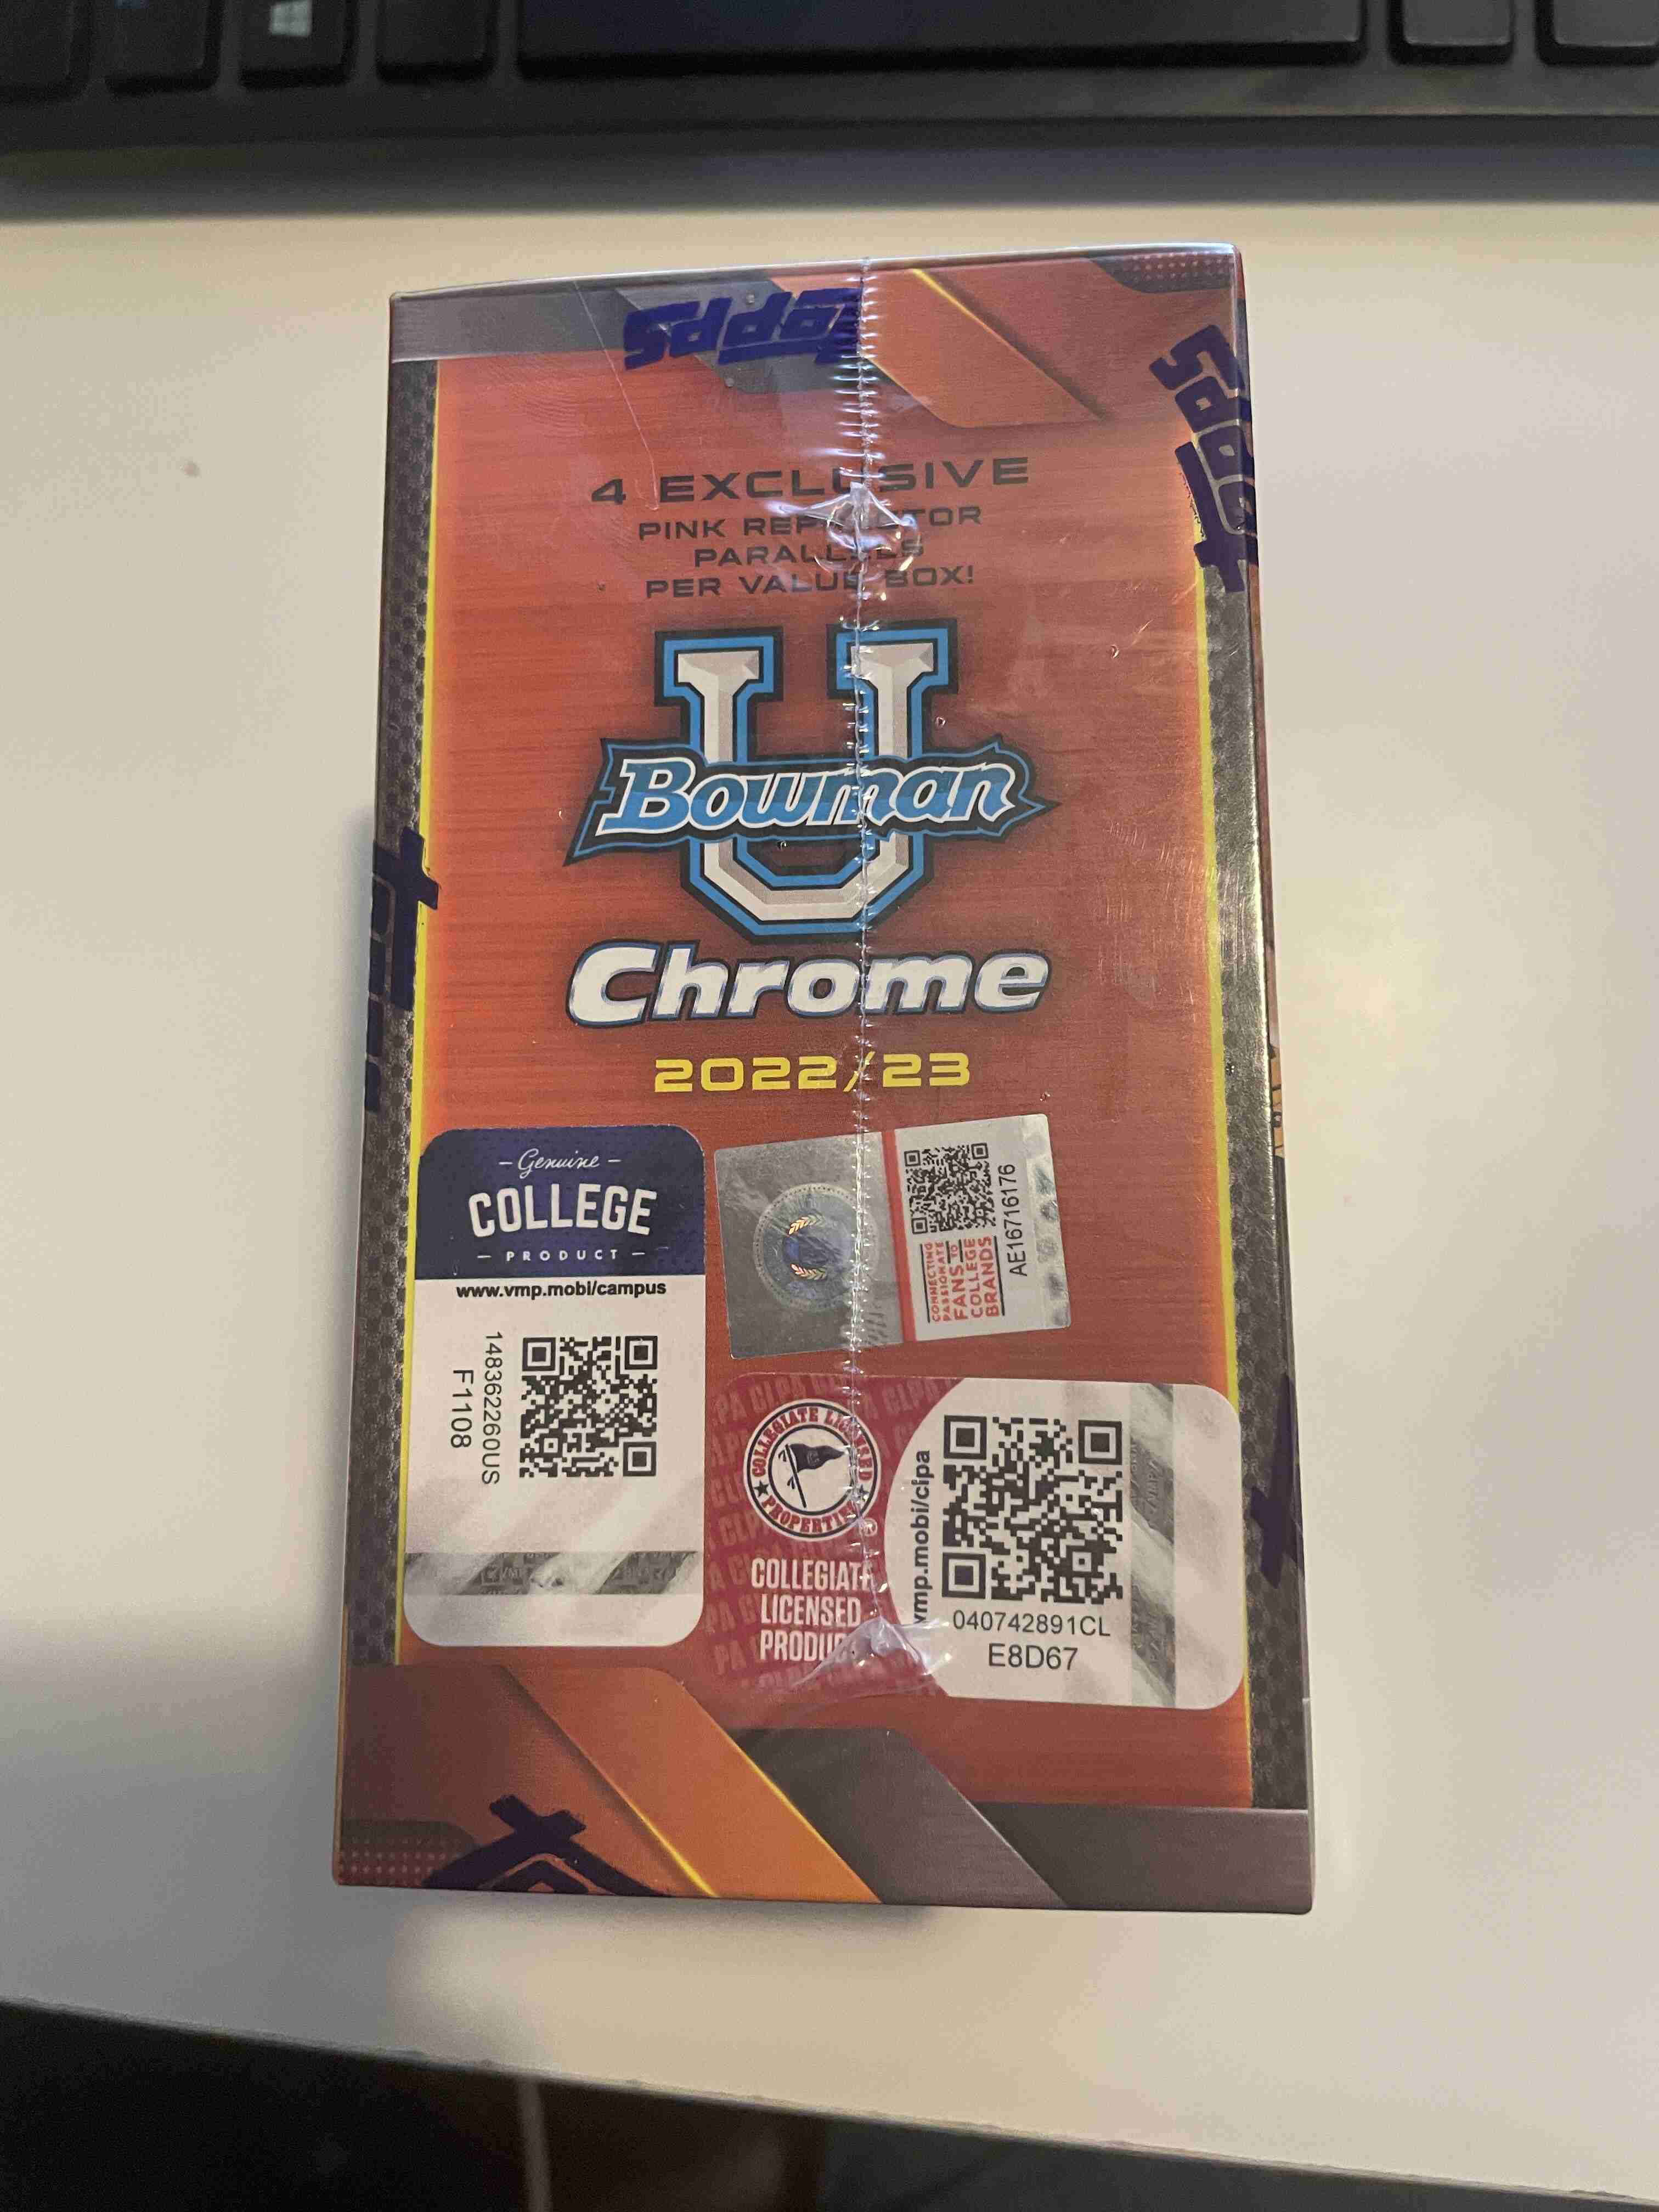 Topps
Topps
4 EXCLUSIVE
PINK REFRACTOR
PARALLELS
PER VALUE BOX!
Bowman
U
Chrome
2022/23
- Genuine -
COLLEGE
- PRODUCT -
www.vmp.mobi/campus
148362260US
F1108
CONNECTING
PASSIONATE
FANS TO
COLLEGE
BRANDS
AE16716176
COLLEGIATE LICENSED
PROPERTIES
COLLEGIATE
LICENSED
PRODUCT
vmp.mobi/clpa
040742891CL
E8D67